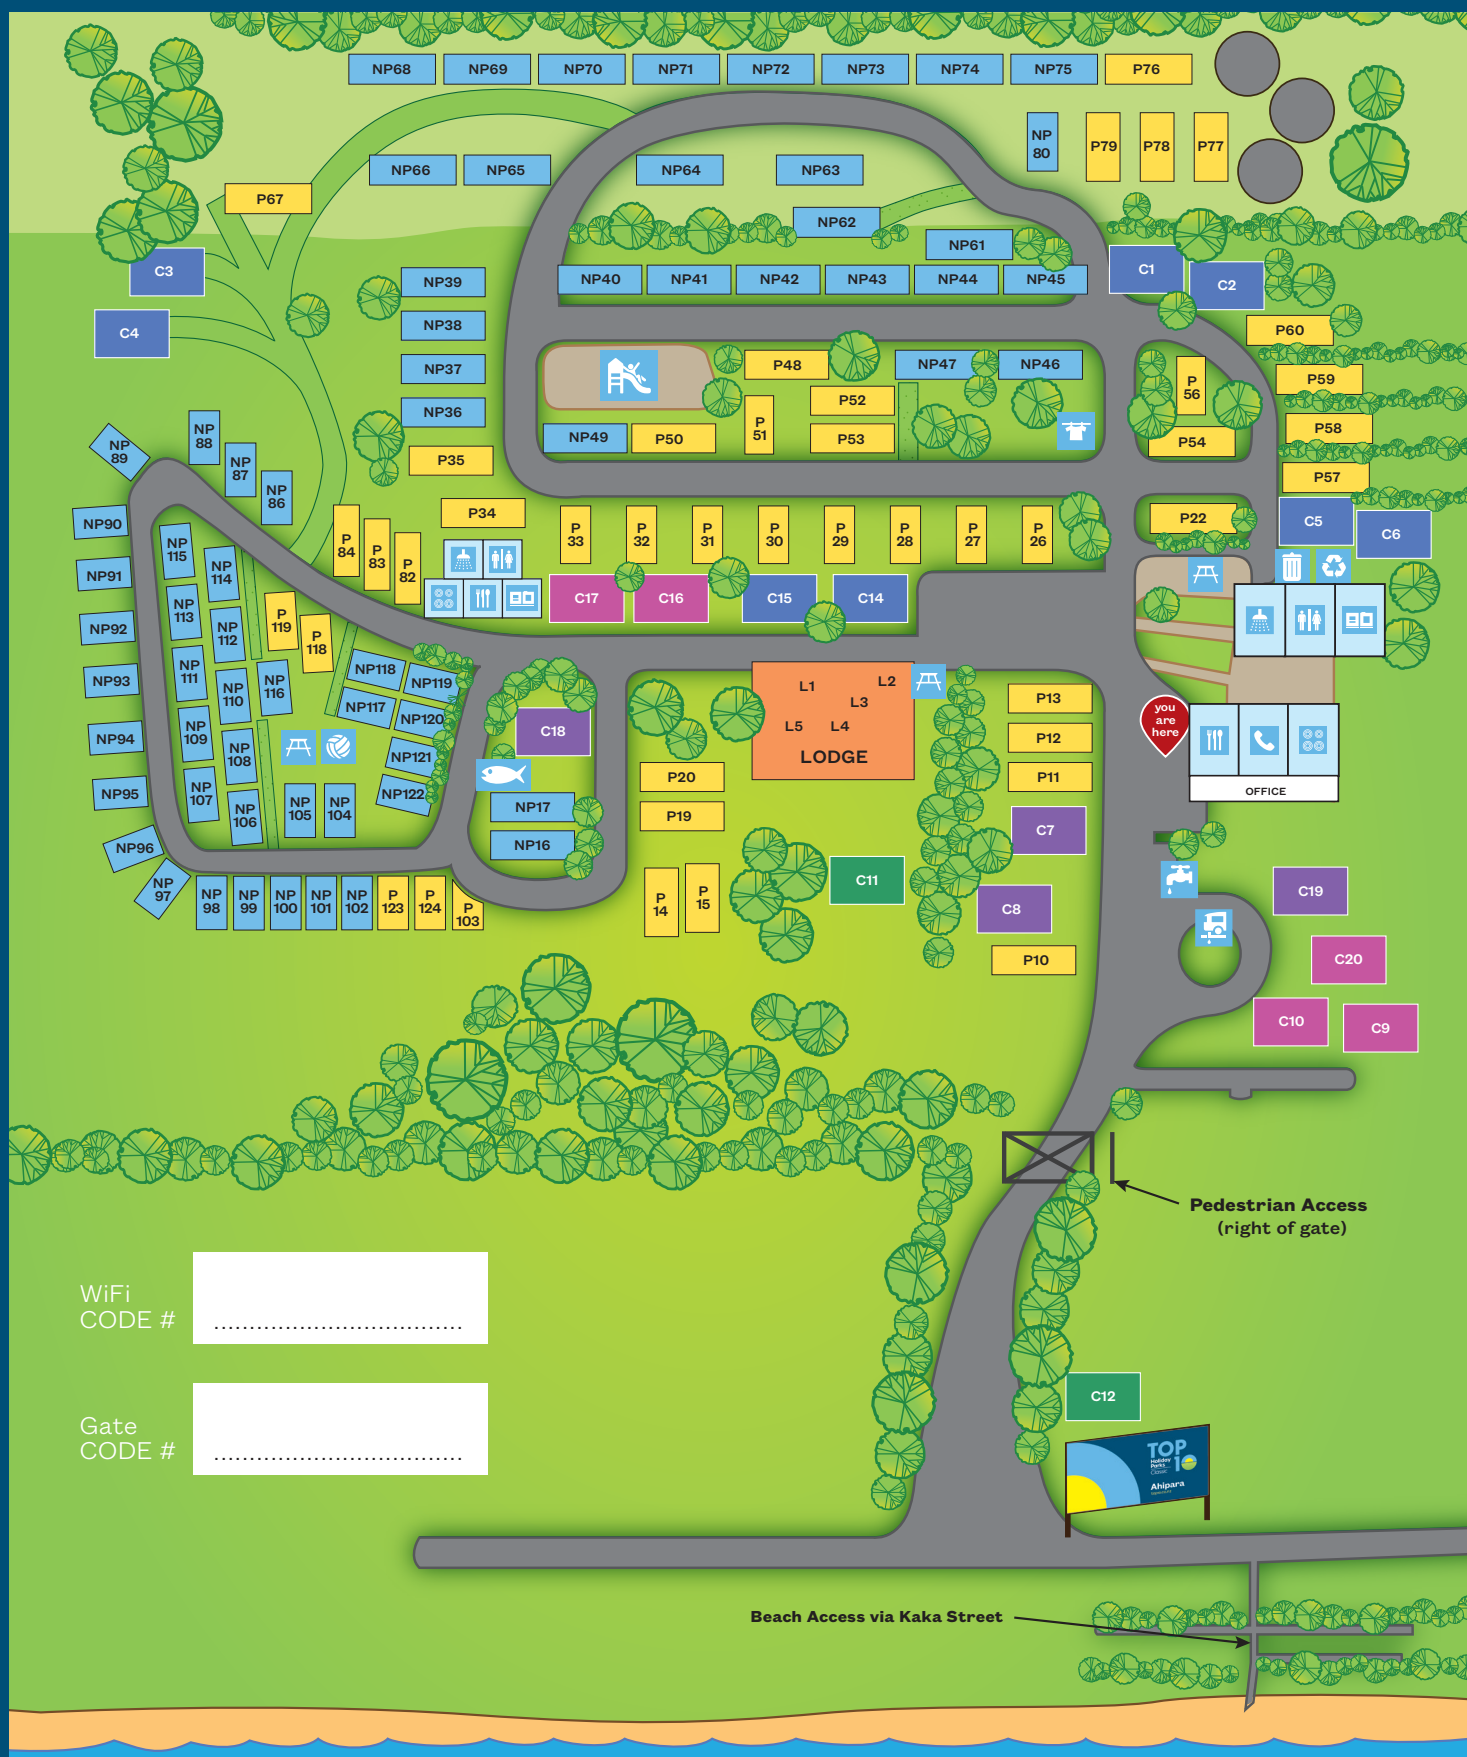 NP68
NP69
NP70
NP71
NP72
NP73
NP74
NP75
P76
NP
80
P79
P78
P77
NP66
NP65
NP64
NP63
P67
NP62
NP61
C3
C4
NP39
NP38
NP37
NP36
P35
P34
NP40
NP41
NP42
NP43
NP44
NP45
C1
C2
P60
P59
P58
P57
P48
NP47
NP46
P
56
P52
P
51
P53
NP49
P50
P54
P22
C5
C6
NP
89
NP
88
NP
87
NP
86
NP90
NP91
NP92
NP93
NP94
NP95
NP96
NP
97
NP
115
NP
114
NP
113
NP
112
NP
111
NP
110
NP
109
NP
108
NP
107
NP
106
P
84
P
83
P
82
P
33
P
32
P
31
P
30
P
29
P
28
P
27
P
26
C17
C16
C15
C14
P
119
P
118
NP
116
NP118
NP119
NP117
NP120
NP121
NP122
NP
105
NP
104
C18
NP17
NP16
L1
L2
L3
L5
L4
LODGE
P20
P19
P
14
P
15
C11
P13
P12
P11
C7
C8
P10
you
are
here
OFFICE
NP
98
NP
99
NP
100
NP
101
NP
102
P
123
P
124
P
103
C19
C20
C10
C9
Pedestrian Access
(right of gate)
WiFi
CODE #
Gate
CODE #
C12
TOP
10
Holiday
Parks
Classic
Ahipara
Beach Access via Kaka Street